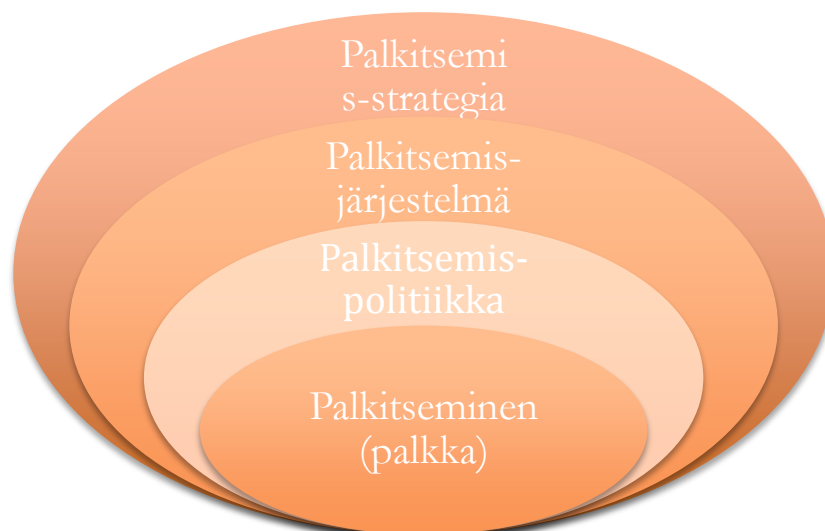 Palkitsemi
s-strategia
Palkitsemis-
järjestelmä
Palkitsemis-
politiikka
Palkitseminen
(palkka)